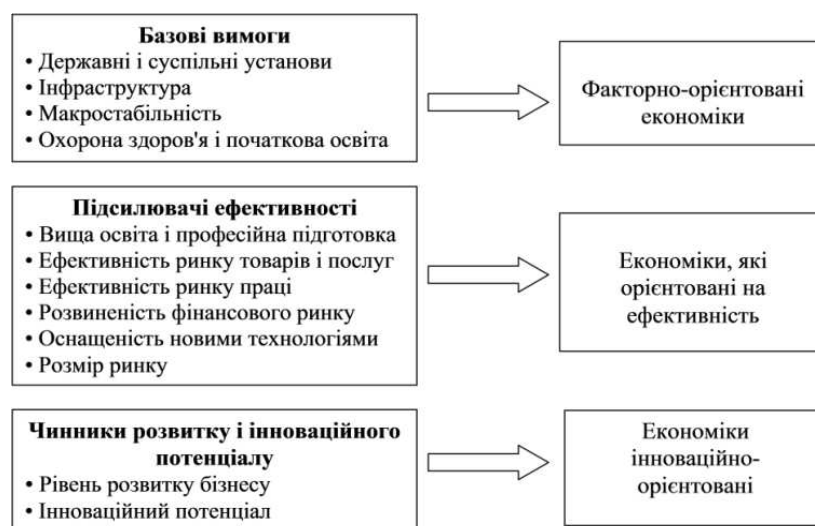 Базові вимоги
• Державні і суспільні установи
• Інфраструктура
• Макростабільність
• Охорона здоров'я і початкова освіта
Факторно-орієнтовані
економіки
Підсилювачі ефективності
• Вища освіта і професійна підготовка
• Ефективність ринку товарів і послуг
• Ефективність ринку праці
• Розвиненість фінансового ринку
• Оснащеність новими технологіями
• Розмір ринку
Економіки, які
орієнтовані на
ефективність
Чинники розвитку і інноваційного
потенціалу
• Рівень розвитку бізнесу
• Інноваційний потенціал
Економіки
інноваційно-
орієнтовані